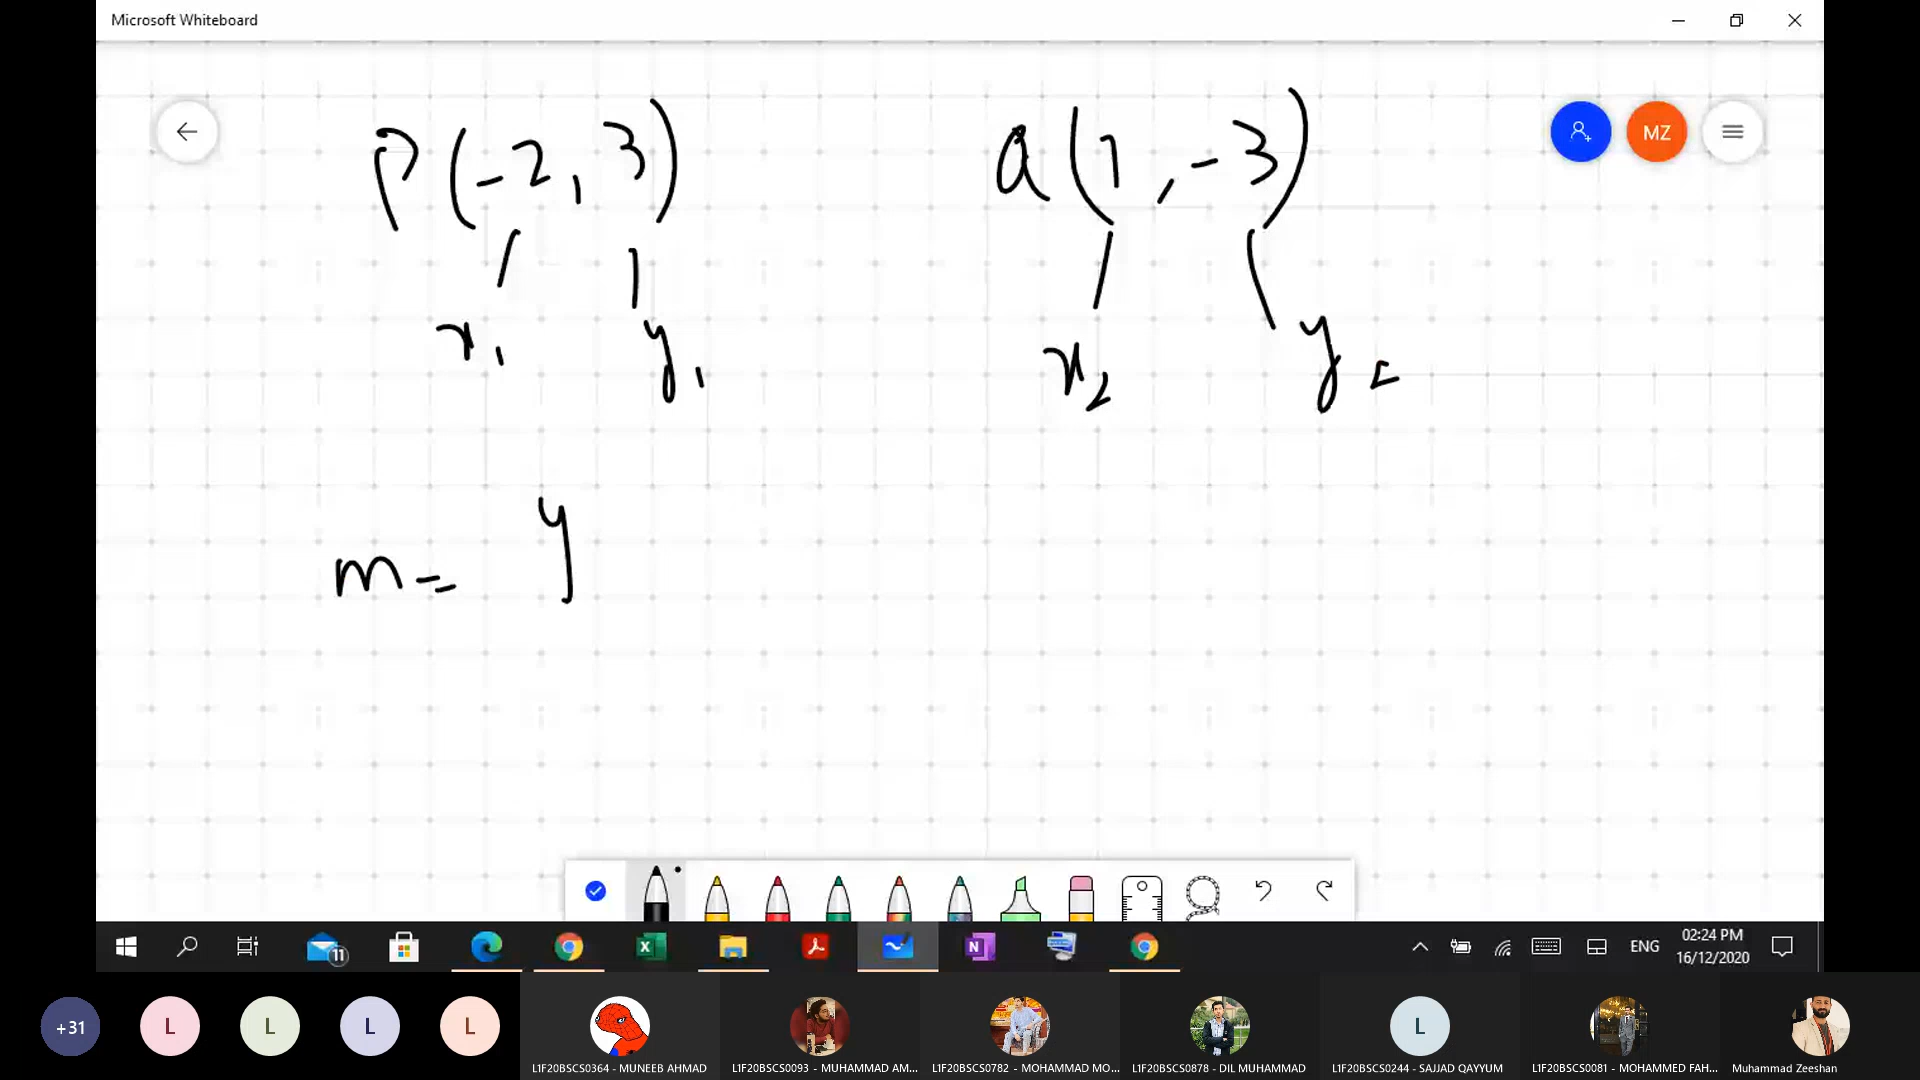 Microsoft Whiteboard
P(-2, 3) Q(1, -3)
x₁ y₁ x₂ y₂
m= y
MZ
11
ENG
02:24 PM
16/12/2020
+31 L L L L L
L1F20BSCS0364 - MUNEEB AHMAD
L1F20BSCS0093 - MUHAMMAD AM...
L1F20BSCS0782 - MOHAMMAD MO...
L1F20BSCS0878 - DIL MUHAMMAD
L1F20BSCS0244 - SAJJAD QAYYUM
L1F20BSCS0081 - MOHAMMED FAH...
Muhammad Zeeshan